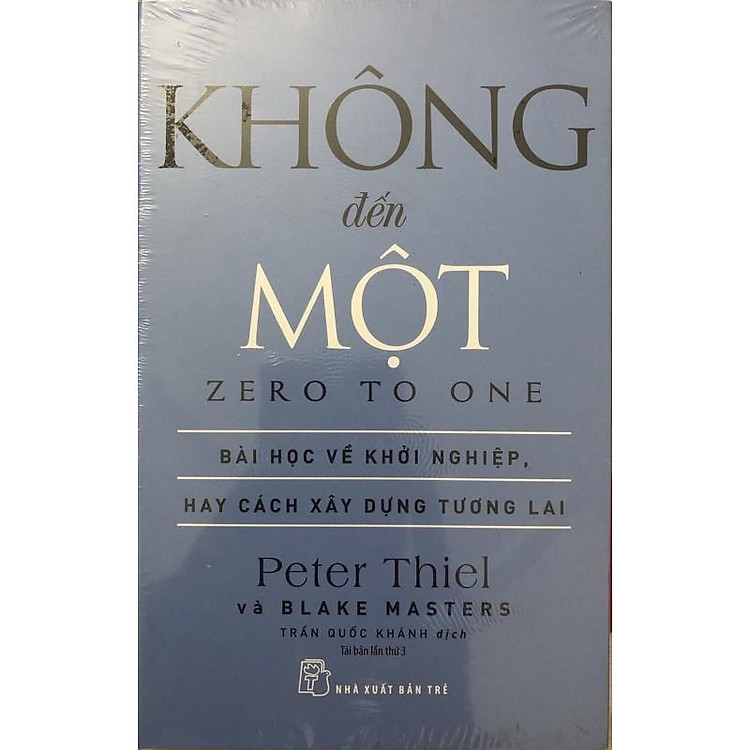 KHÔNG
đến
MỘT
ZERO TO ONE
BÀI HỌC VỀ KHỞI NGHIỆP,
HAY CÁCH XÂY DỰNG TƯƠNG LAI
Peter Thiel
và BLAKE MASTERS
TRẦN QUỐC KHÁNH dịch
Tái bản lần thứ 3
T
NHÀ XUẤT BẢN TRẺ